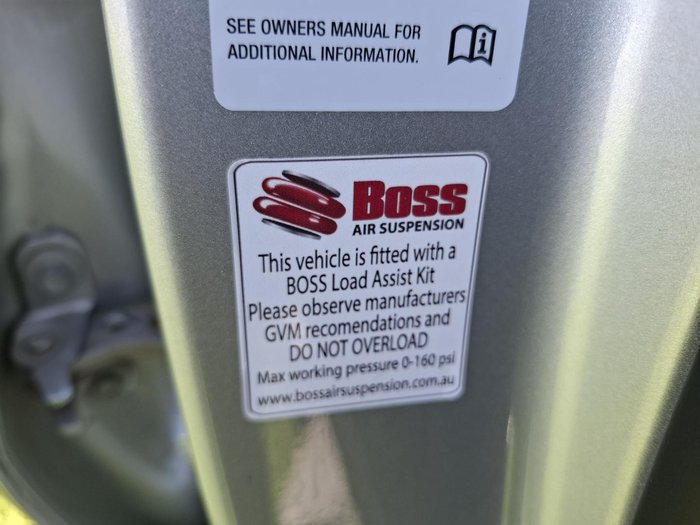 SEE OWNERS MANUAL FOR
ADDITIONAL INFORMATION.
BOSS
AIR SUSPENSION
This vehicle is fitted with a
BOSS Load Assist Kit
Please observe manufacturers
GVM recomendations and
DO NOT OVERLOAD
Max working pressure 0-160 psi
www.bossairsuspension.com.au